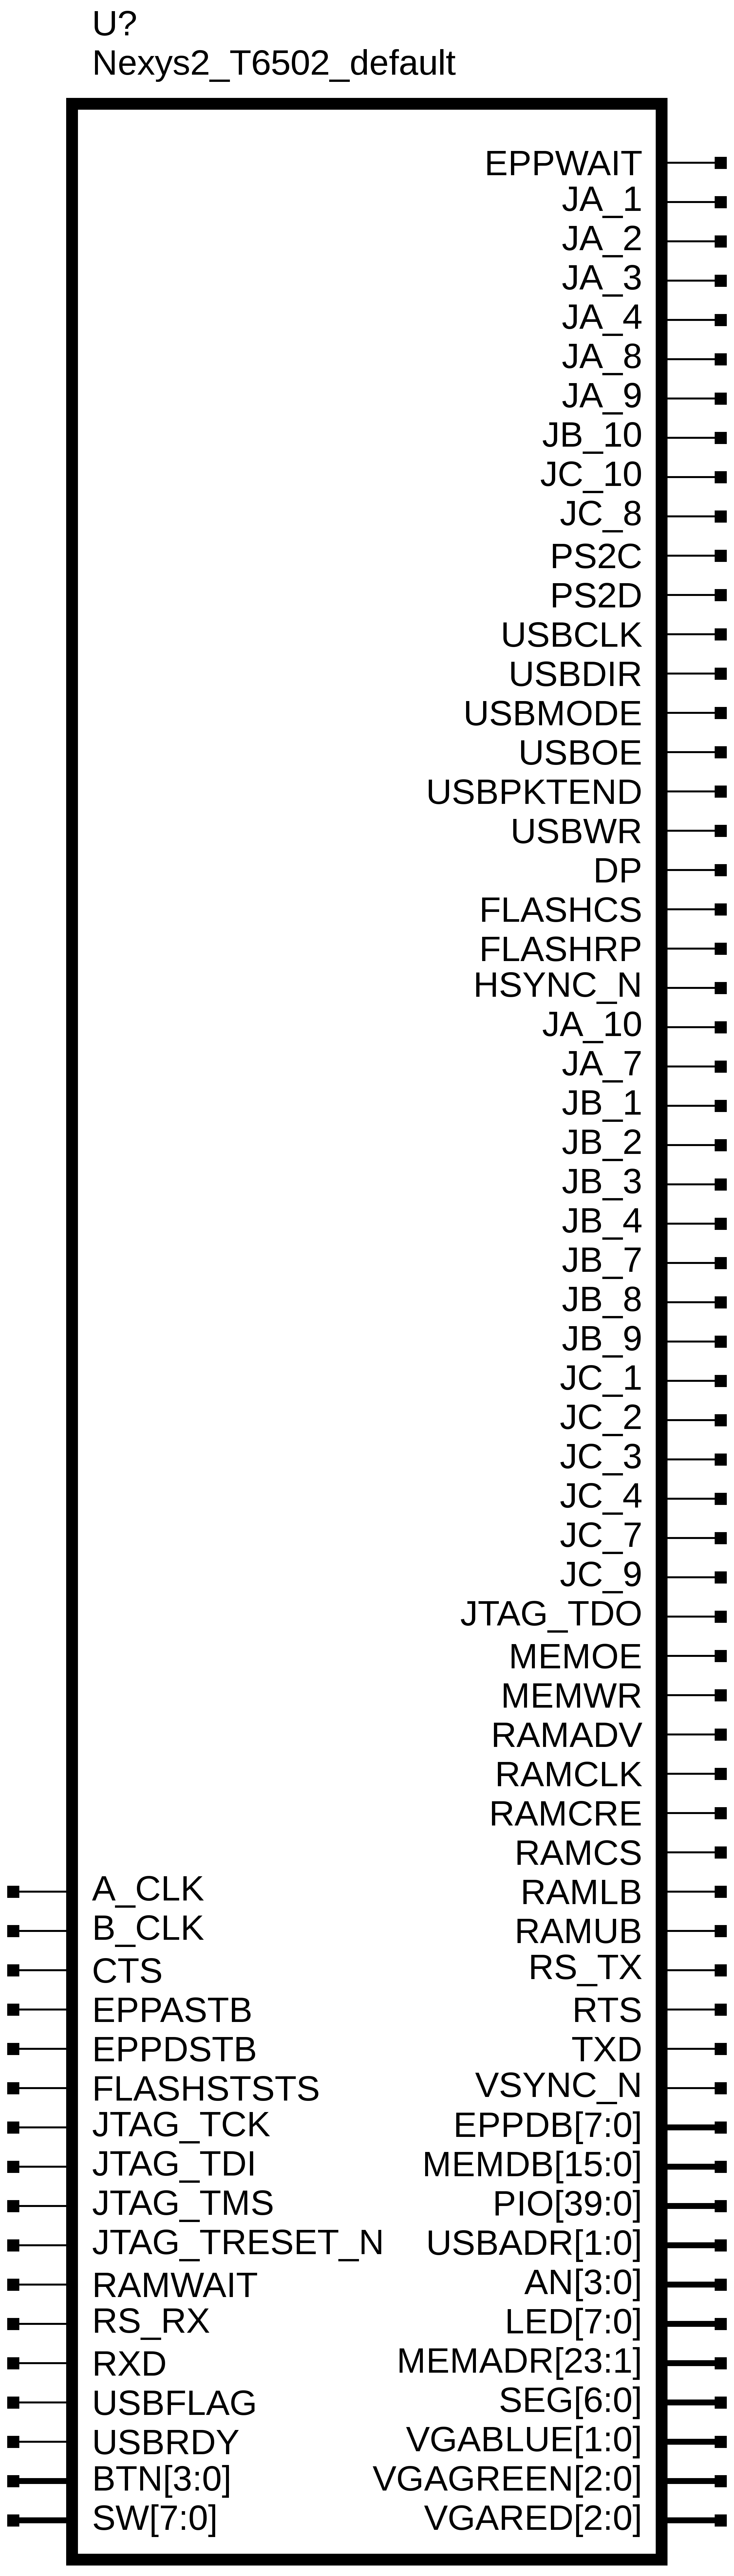 U?
Nexys2_T6502_default
EPPWAIT
JA_1
JA_2
JA_3
JA_4
JA_8
JA_9
JB_10
JC_10
JC_8
PS2C
PS2D
USBCLK
USBDIR
USBMODE
USBOE
USBPKTEND
USBWR
DP
FLASHCS
FLASHRP
HSYNC_N
JA_10
JA_7
JB_1
JB_2
JB_3
JB_4
JB_7
JB_8
JB_9
JC_1
JC_2
JC_3
JC_4
JC_7
JC_9
JTAG_TDO
MEMOE
MEMWR
RAMADV
RAMCLK
RAMCRE
RAMCS
A_CLK RAMLB
B_CLK RAMUB
CTS RS_TX
EPPASTB RTS
EPPDSTB TXD
FLASHSTSTS VSYNC_N
JTAG_TCK EPPDB[7:0]
JTAG_TDI MEMDB[15:0]
JTAG_TMS PIO[39:0]
JTAG_TRESET_N USBADR[1:0]
RAMWAIT AN[3:0]
RS_RX LED[7:0]
RXD MEMADR[23:1]
USBFLAG SEG[6:0]
USBRDY VGABLUE[1:0]
BTN[3:0] VGAGREEN[2:0]
SW[7:0] VGARED[2:0]